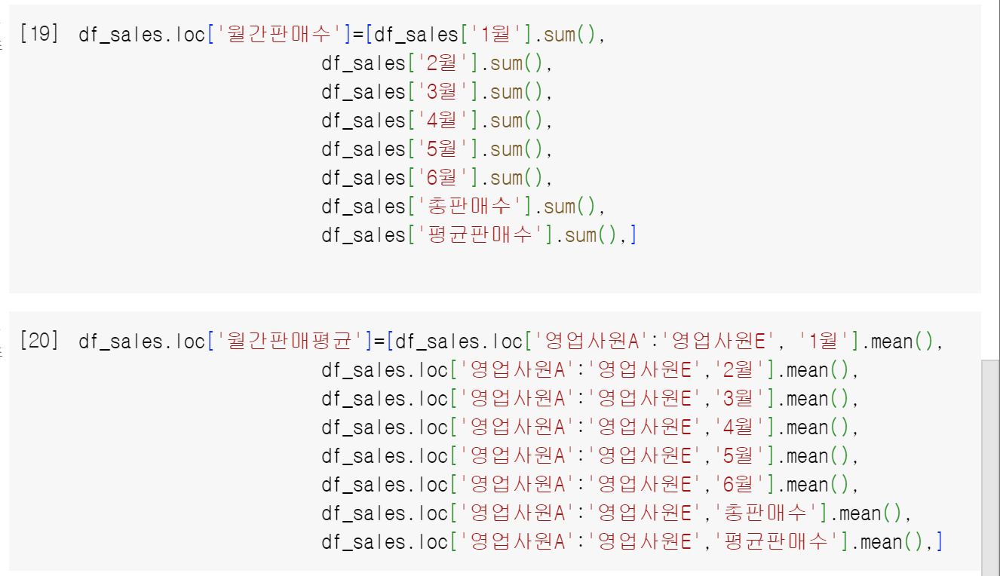 [19] df_sales.loc['월간판매수']=[df_sales['1월'].sum(),
df_sales['2월'].sum(),
df_sales['3월'].sum(),
df_sales['4월'].sum(),
df_sales['5월'].sum(),
df_sales['6월'].sum(),
df_sales['총판매수'].sum(),
df_sales['평균판매수'].sum(),]
[20] df_sales.loc['월간판매평균']=[df_sales.loc['영업사원A':'영업사원E', '1월'].mean(),
df_sales.loc['영업사원A':'영업사원E','2월'].mean(),
df_sales.loc['영업사원A':'영업사원E','3월'].mean(),
df_sales.loc['영업사원A':'영업사원E','4월'].mean(),
df_sales.loc['영업사원A':'영업사원E','5월'].mean(),
df_sales.loc['영업사원A':'영업사원E','6월'].mean(),
df_sales.loc['영업사원A':'영업사원E','총판매수'].mean(),
df_sales.loc['영업사원A':'영업사원E','평균판매수'].mean(),]